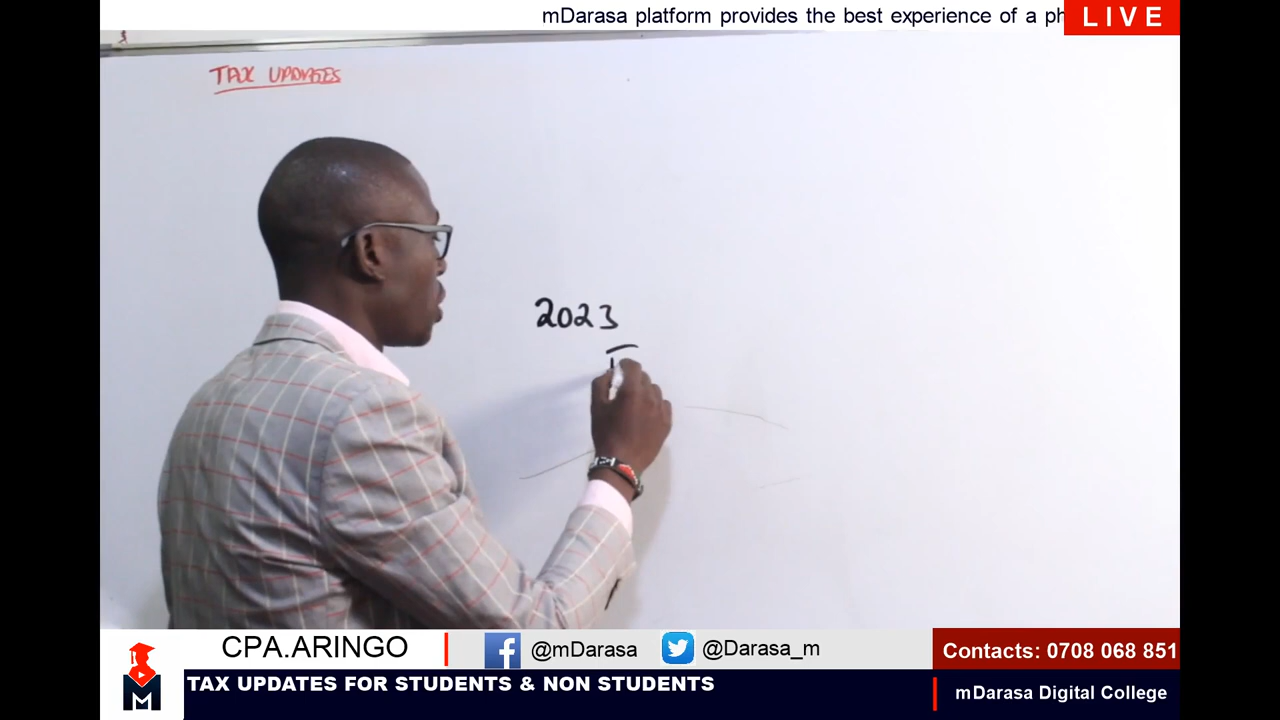 mDarasa platform provides the best experience of a ph
LIVE
TAX UPDATES
2023
CPA.ARINGO
@mDarasa
@Darasa_m
Contacts: 0708 068 851
M
TAX UPDATES FOR STUDENTS & NON STUDENTS
mDarasa Digital College